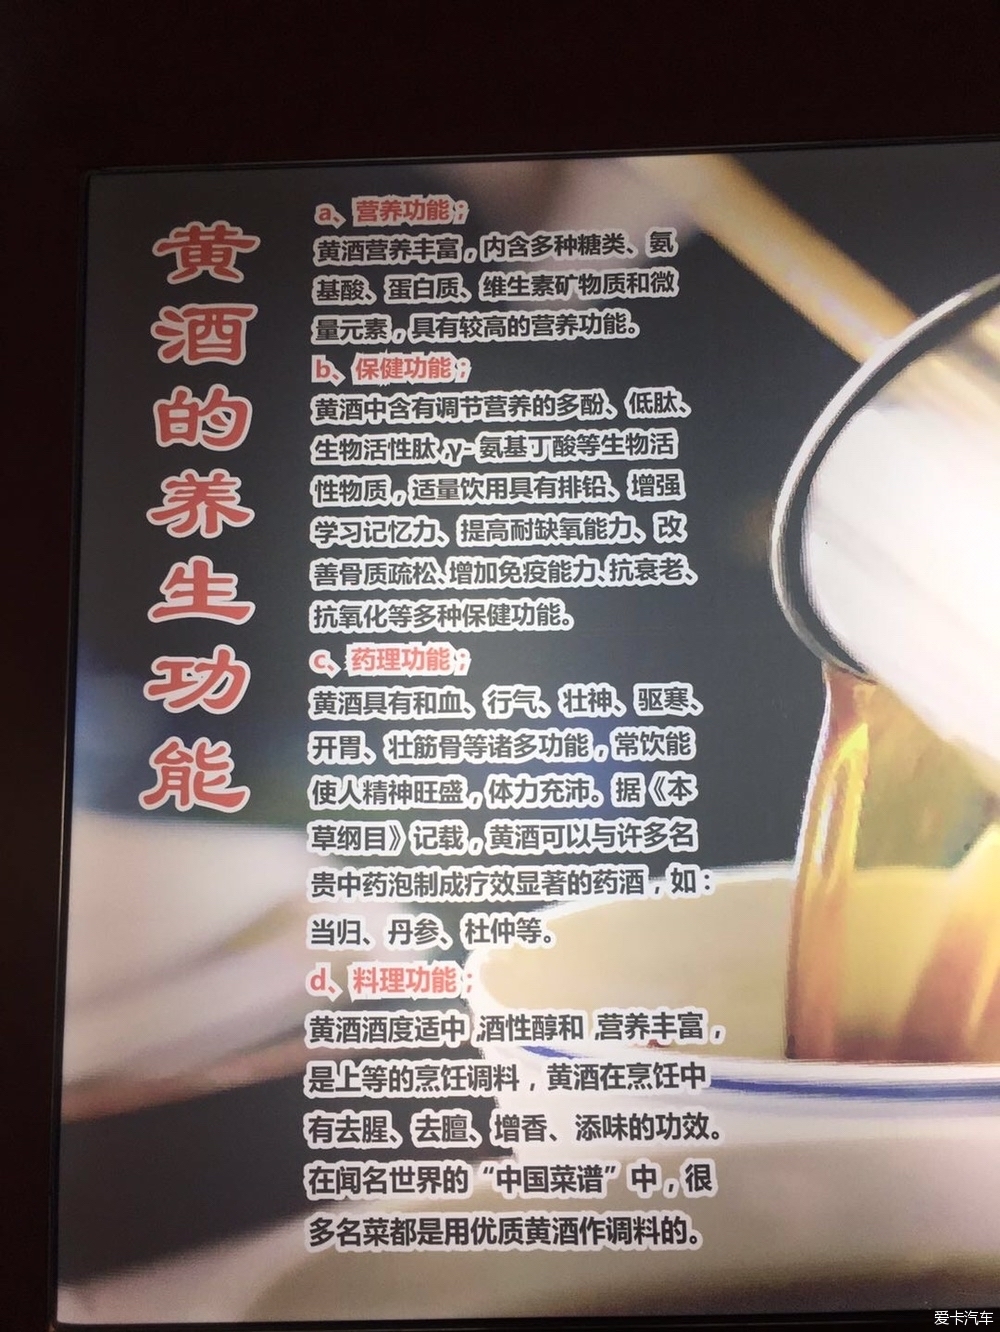 黄酒的养生功能
a、营养功能；
黄酒营养丰富，内含多种糖类、氨
基酸、蛋白质、维生素矿物质和微
量元素，具有较高的营养功能。
b、保健功能；
黄酒中含有调节营养的多酚、低肽、
生物活性肽,γ-氨基丁酸等生物活
性物质，适量饮用具有排铅、增强
学习记忆力、提高耐缺氧能力、改
善骨质疏松、增加免疫能力、抗衰老、
抗氧化等多种保健功能。
c、药理功能；
黄酒具有和血、行气、壮神、驱寒、
开胃、壮筋骨等诸多功能，常饮能
使人精神旺盛，体力充沛。据《本
草纲目》记载，黄酒可以与许多名
贵中药泡制成疗效显著的药酒，如：
当归、丹参、杜仲等。
d、料理功能；
黄酒酒度适中,酒性醇和,营养丰富，
是上等的烹饪调料，黄酒在烹饪中
有去腥、去膻、增香、添味的功效。
在闻名世界的“中国菜谱”中，很
多名菜都是用优质黄酒作调料的。
爱卡汽车